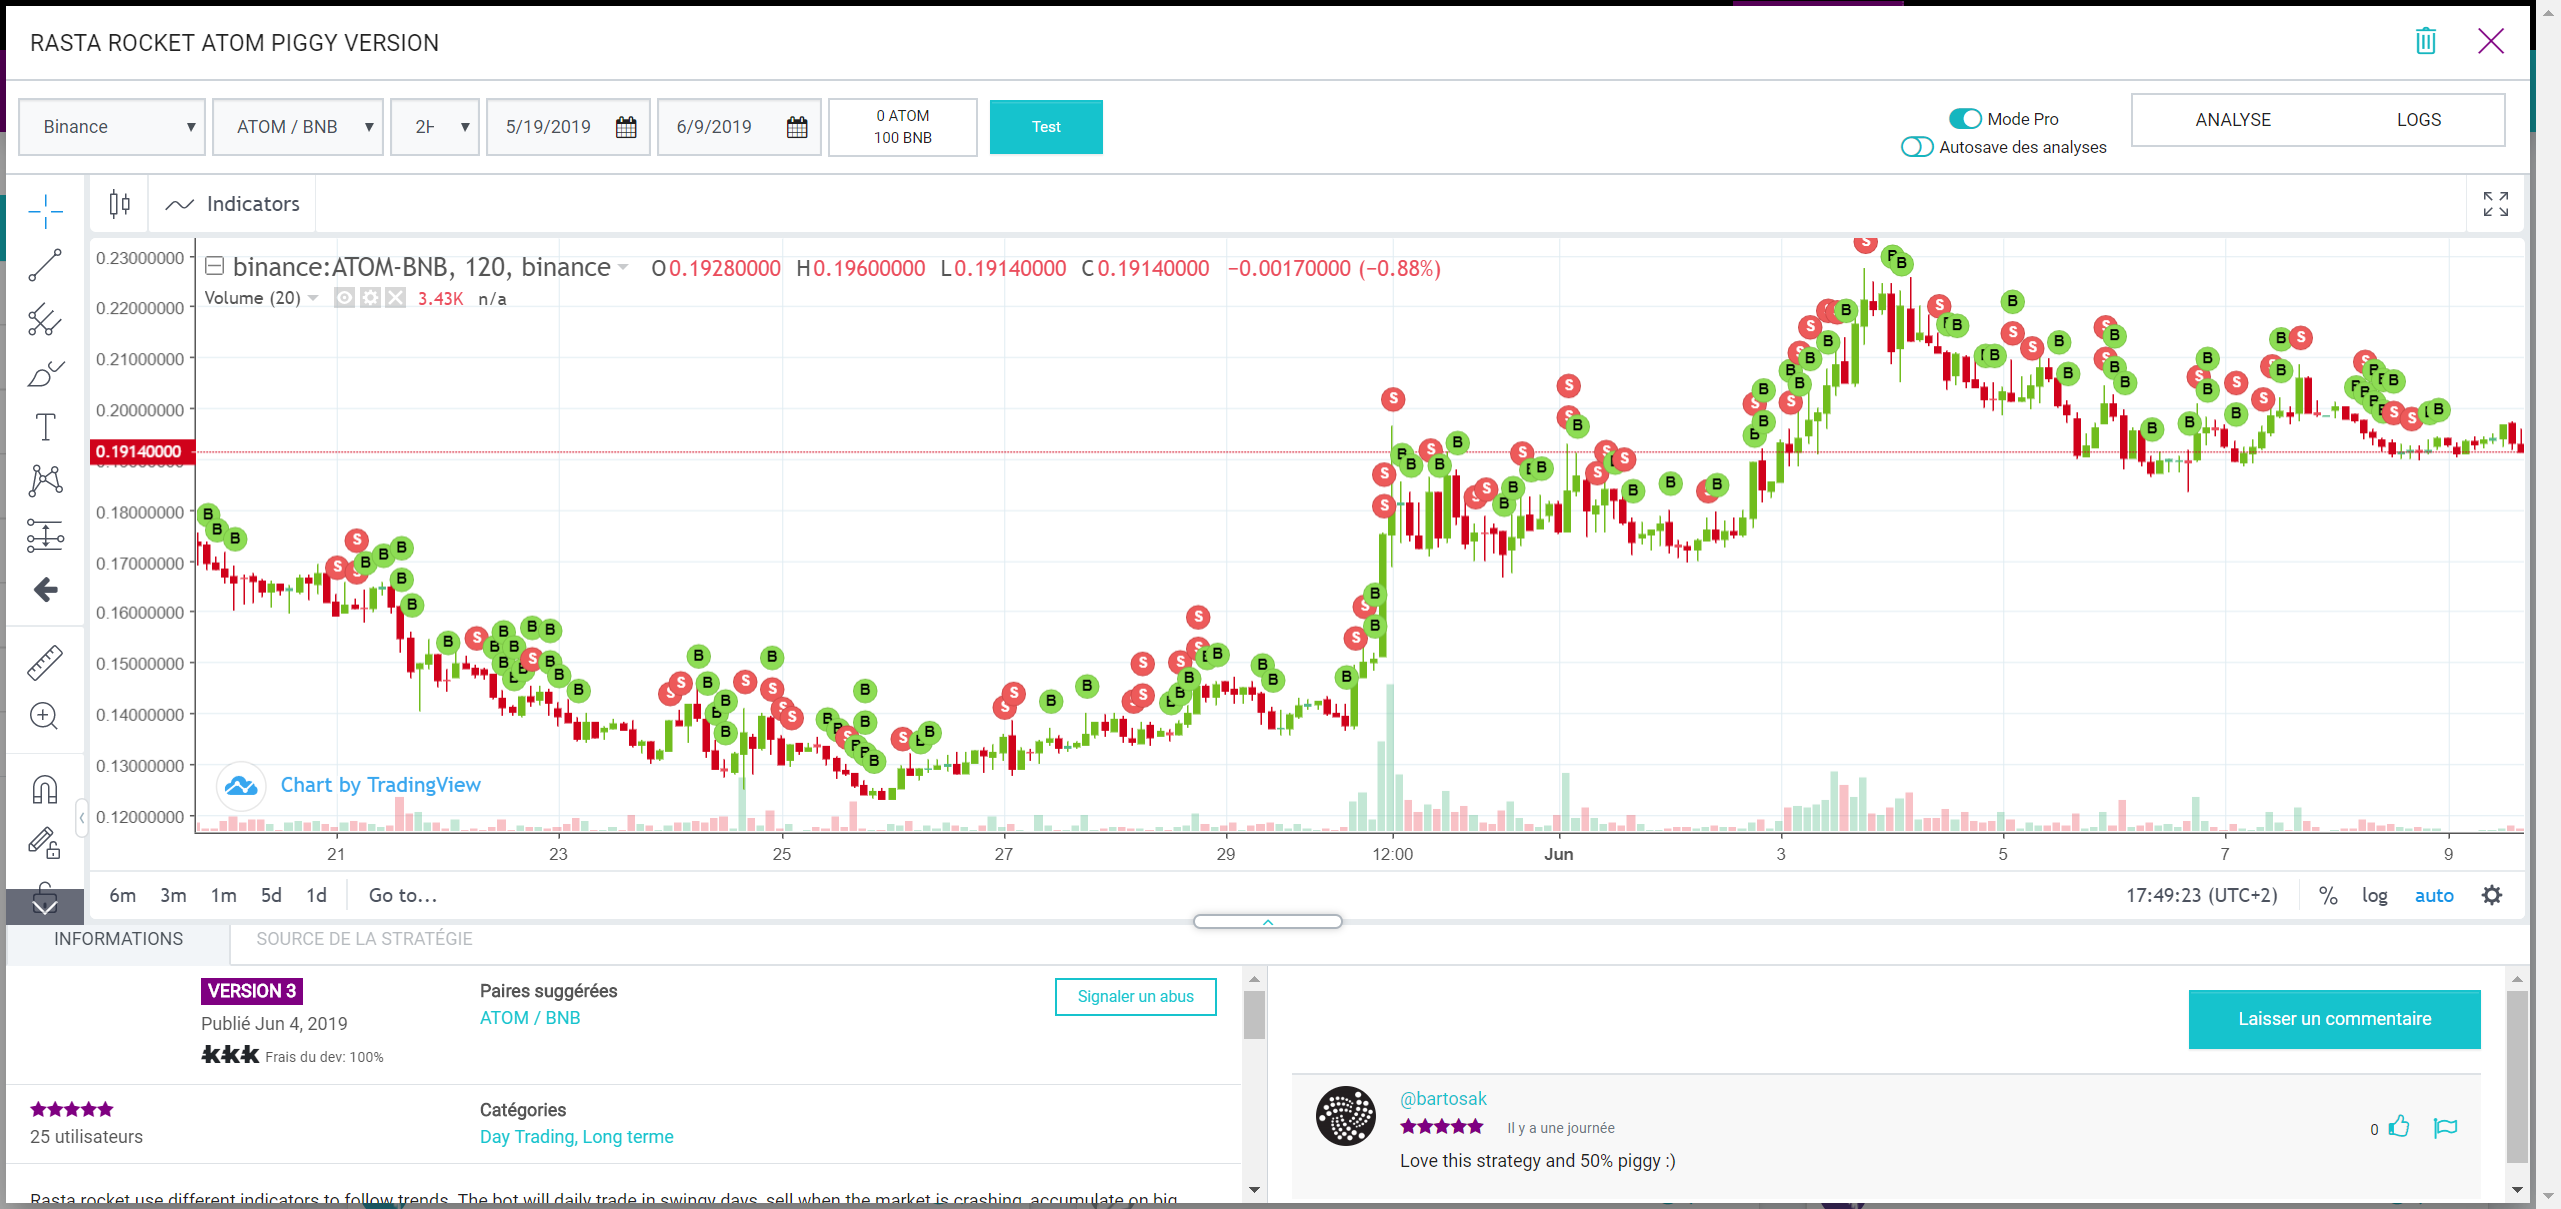 RASTA ROCKET ATOM PIGGY VERSION
Binance
ATOM / BNB
5/19/2019
6/9/2019
0 ATOM
100 BNB
Test
Mode Pro
Autosave des analyses
ANALYSE
LOGS
Indicators
binance:ATOM-BNB, 120, binance O0.19280000 H0.19600000 L0.19140000 C0.19140000 −0.00170000 (−0.88%)
Volume (20) 3.43K n/a
0.23000000
0.22000000
0.21000000
0.20000000
0.19140000
0.18000000
0.17000000
0.16000000
0.15000000
0.14000000
0.13000000
0.12000000
Chart by TradingView
21 23 25 27 29 12:00 Jun 3 5 7 9
6m 3m 1m 5d 1d Go to...
17:49:23 (UTC+2) % log auto
INFORMATIONS
SOURCE DE LA STRATÉGIE
VERSION 3
Publié Jun 4, 2019
Frais du dev: 100%
Paires suggérées
ATOM / BNB
Signaler un abus
25 utilisateurs
Catégories
Day Trading, Long terme
Rasta rocket use different indicators to follow trends. The bot will daily trade in swingy days, sell when the market is crashing, accumulate on big
Laisser un commentaire
@bartosak
Il y a une journée
0
Love this strategy and 50% piggy :)